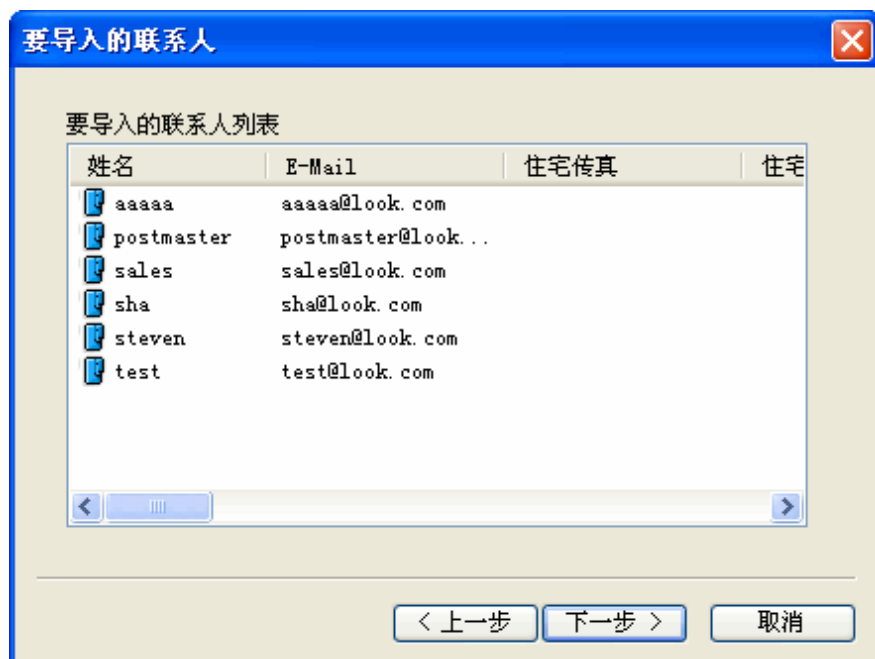 要导入的联系人
要导入的联系人列表
姓名 E-Mail 住宅传真 住宅
aaaaa aaaaa@look.com
postmaster postmaster@look...
sales sales@look.com
sha sha@look.com
steven steven@look.com
test test@look.com
< 上一步 下一步 > 取消